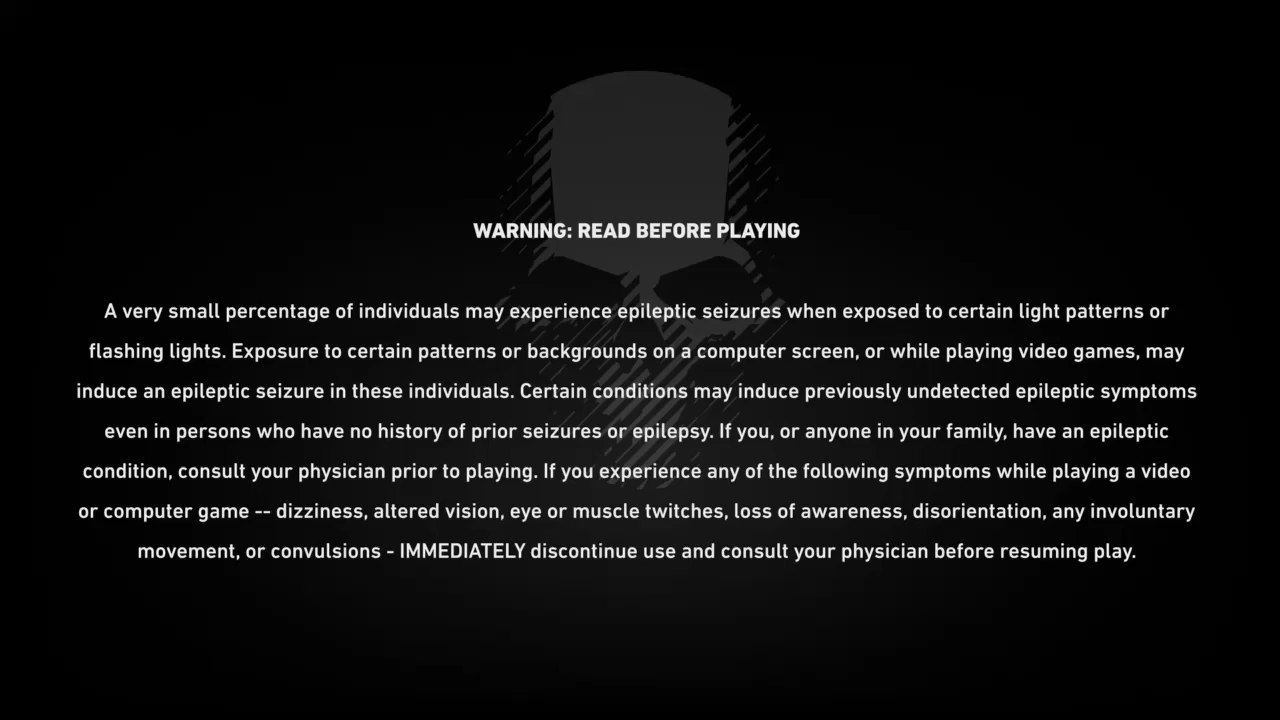 WARNING: READ BEFORE PLAYING
A very small percentage of individuals may experience epileptic seizures when exposed to certain light patterns or
flashing lights. Exposure to certain patterns or backgrounds on a computer screen, or while playing video games, may
induce an epileptic seizure in these individuals. Certain conditions may induce previously undetected epileptic symptoms
even in persons who have no history of prior seizures or epilepsy. If you, or anyone in your family, have an epileptic
condition, consult your physician prior to playing. If you experience any of the following symptoms while playing a video
or computer game -- dizziness, altered vision, eye or muscle twitches, loss of awareness, disorientation, any involuntary
movement, or convulsions - IMMEDIATELY discontinue use and consult your physician before resuming play.